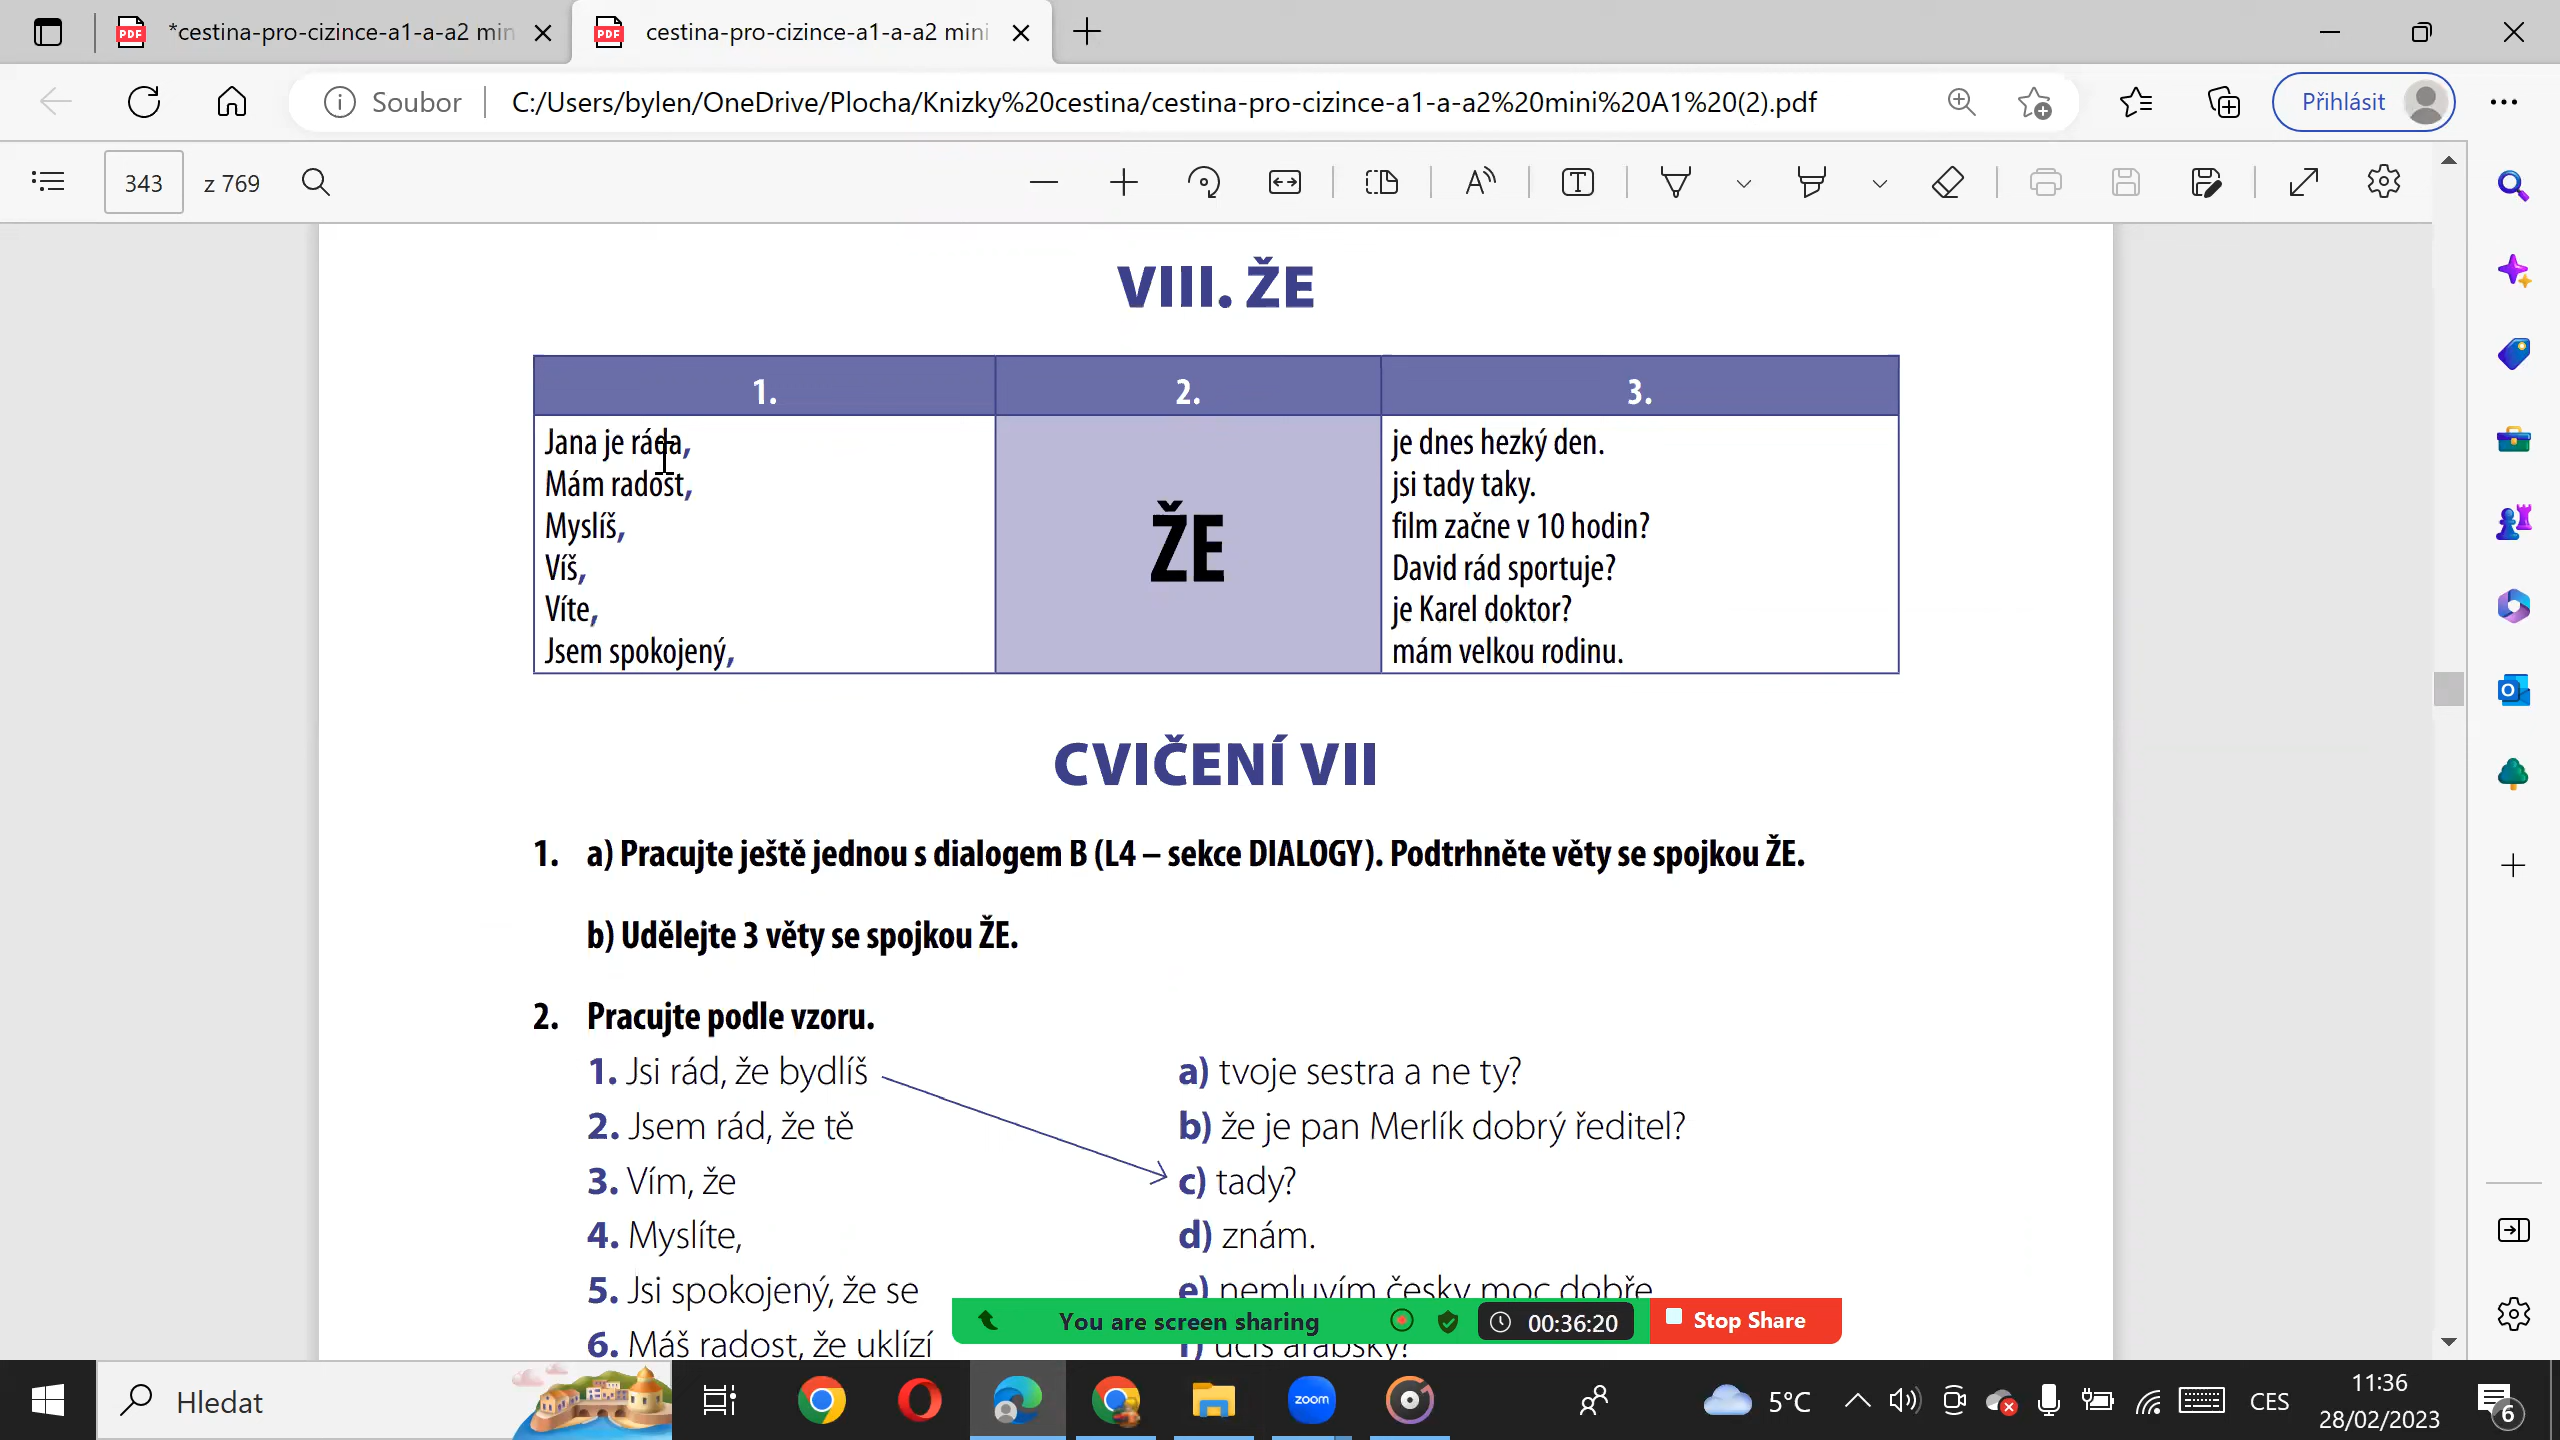 *cestina-pro-cizince-a1-a-a2 min
cestina-pro-cizince-a1-a-a2 mini
Soubor
C:/Users/bylen/OneDrive/Plocha/Knizky%20cestina/cestina-pro-cizince-a1-a-a2%20mini%20A1%20(2).pdf
Přihlásit
343 z 769
VIII. ŽE
1. 2. 3.
Jana je ráda, je dnes hezký den.
Mám radost, jsi tady taky.
Myslíš, film začne v 10 hodin?
ŽE
Víš, David rád sportuje?
Víte, je Karel doktor?
Jsem spokojený, mám velkou rodinu.
CVIČENÍ VII
1. a) Pracujte ještě jednou s dialogem B (L4 – sekce DIALOGY). Podtrhněte věty se spojkou ŽE.
b) Udělejte 3 věty se spojkou ŽE.
2. Pracujte podle vzoru.
1. Jsi rád, že bydlíš a) tvoje sestra a ne ty?
2. Jsem rád, že tě b) že je pan Merlík dobrý ředitel?
3. Vím, že c) tady?
4. Myslíte, d) znám.
5. Jsi spokojený, že se e) nemluvím česky moc dobře
6. Máš radost, že uklízí f) učíš arabsky?
You are screen sharing 00:36:20 Stop Share
Hledat
zoom
5°C
CES
11:36
28/02/2023
6